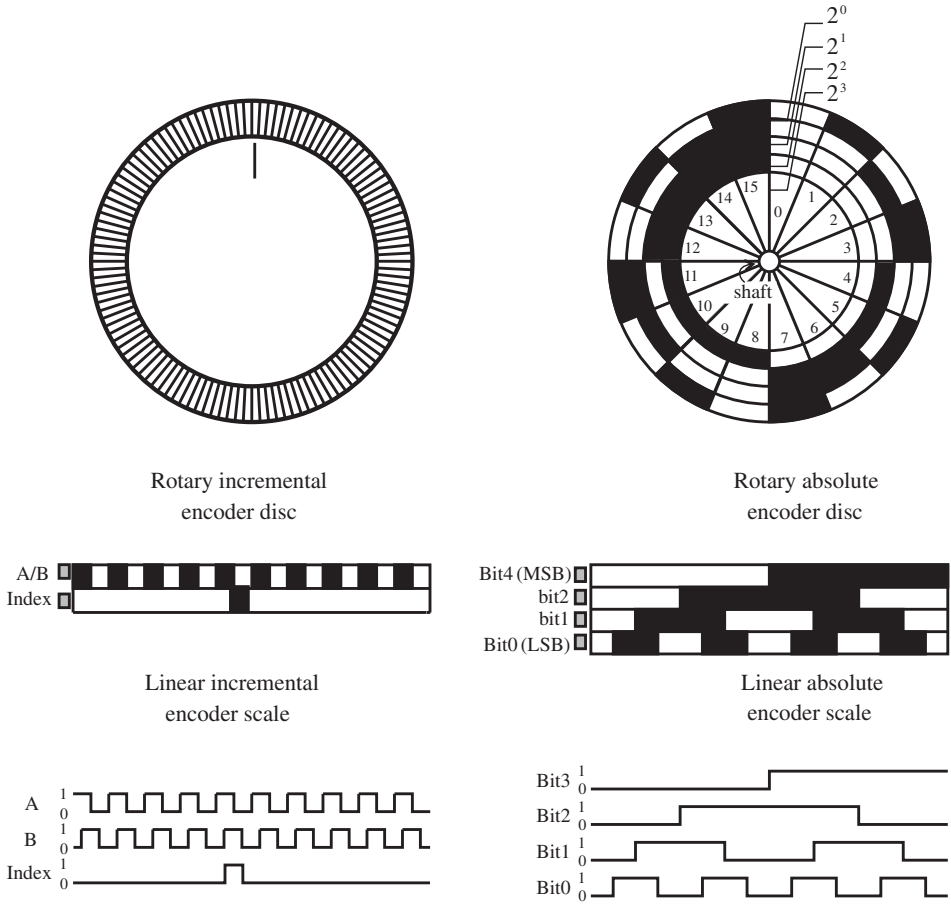 2⁰
2¹
2²
2³
15
0
1
14
2
13
3
12
4
11
shaft
5
10
6
9
8
7
Rotary incremental
encoder disc
Rotary absolute
encoder disc
A/B
Index
Bit4 (MSB)
bit2
bit1
Bit0 (LSB)
Linear incremental
encoder scale
Linear absolute
encoder scale
A 1
0
B 1
0
Index 1
0
Bit3 1
0
Bit2 1
0
Bit1 1
0
Bit0 1
0